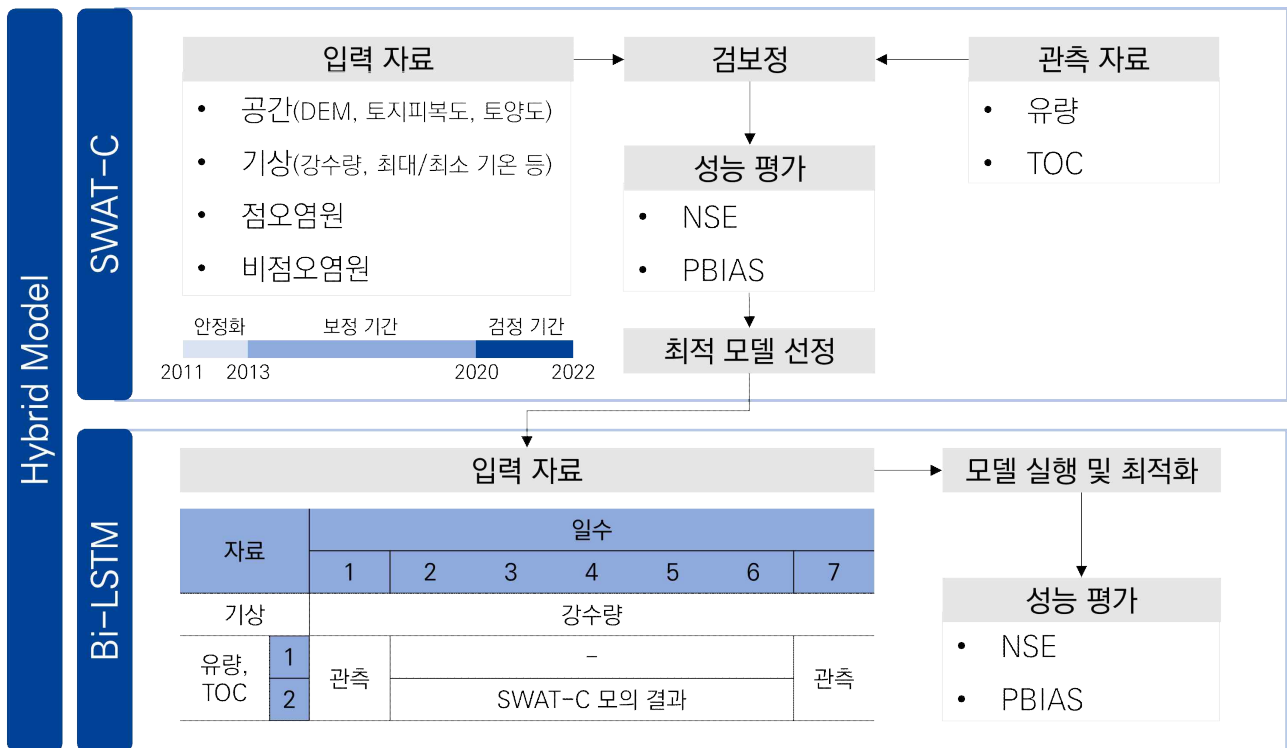 Hybrid Model
SWAT-C
입력 자료
• 공간(DEM, 토지피복도, 토양도)
• 기상(강수량, 최대/최소 기온 등)
• 점오염원
• 비점오염원
안정화 보정 기간 검정 기간
2011 2013 2020 2022
검보정
성능 평가
• NSE
• PBIAS
최적 모델 선정
관측 자료
• 유량
• TOC
Bi-LSTM
입력 자료
자료 일수
1 2 3 4 5 6 7
기상 강수량
유량,
TOC
1 –
2 SWAT-C 모의 결과
관측 관측
모델 실행 및 최적화
성능 평가
• NSE
• PBIAS